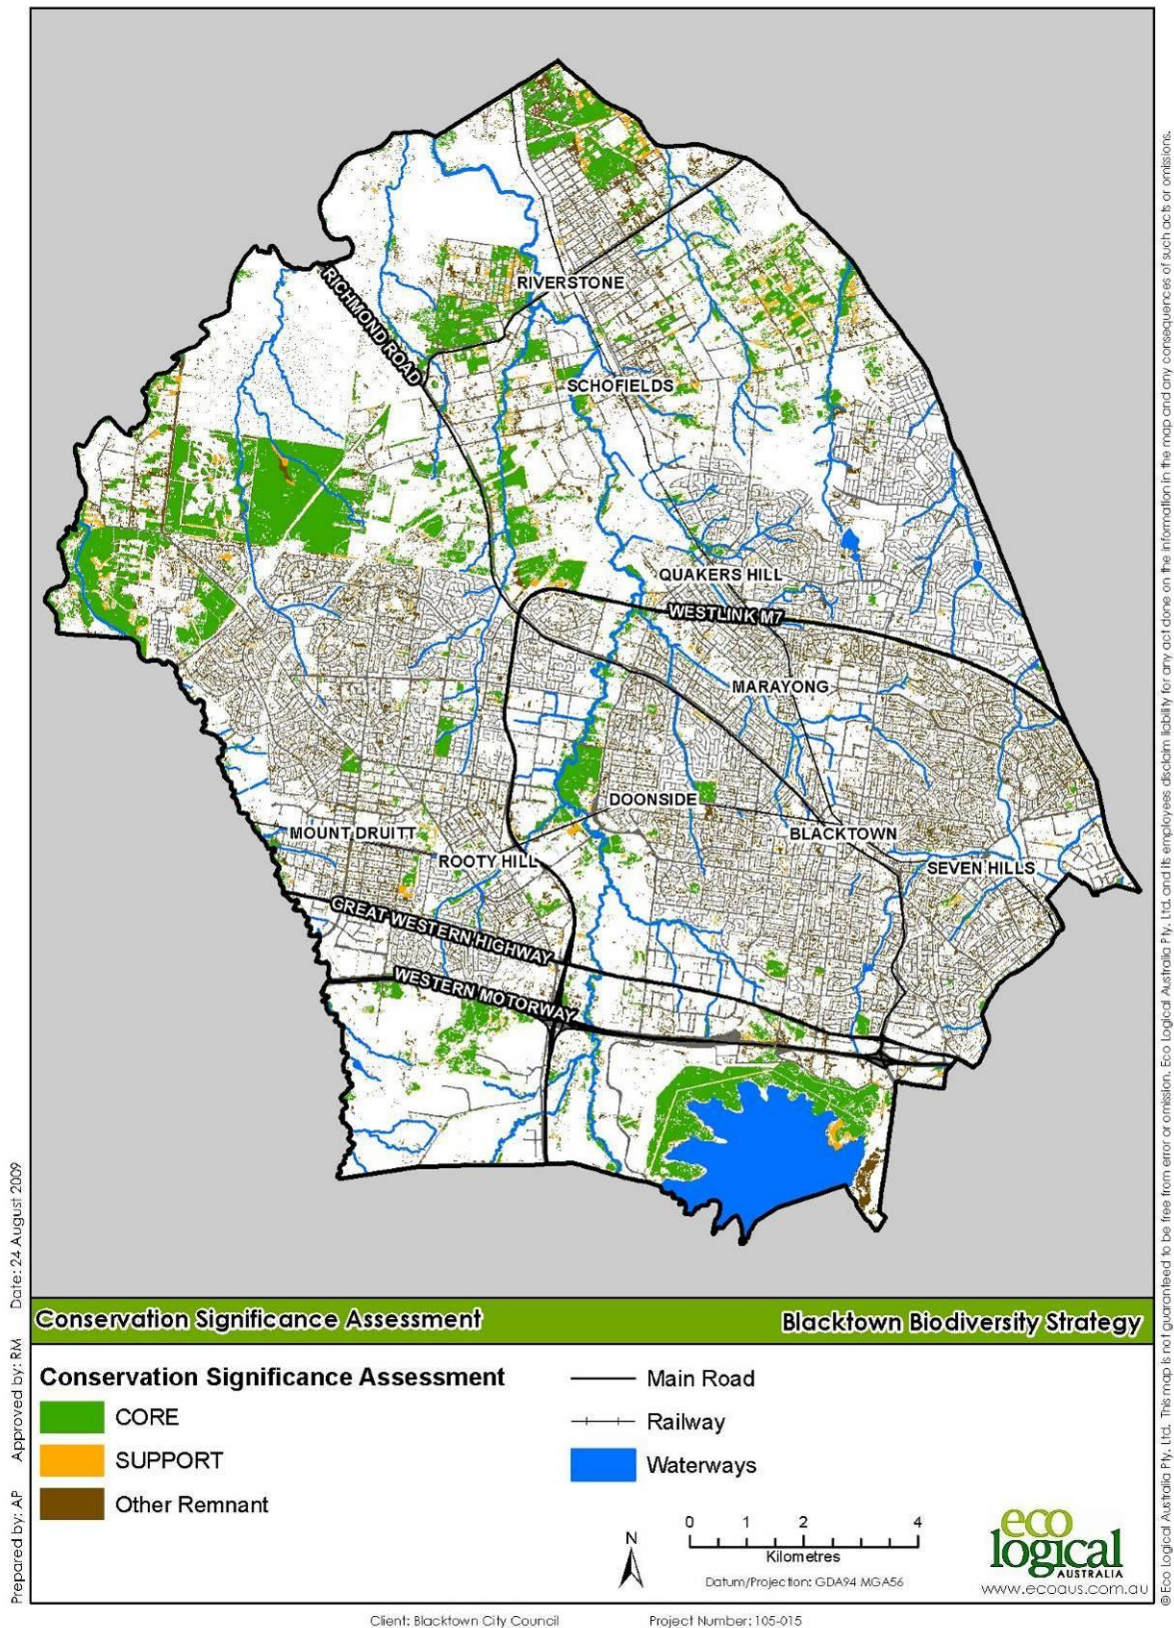 RIVERSTONE
RICHMOND ROAD
SCHOFIELDS
QUAKERS HILL
WESTLINK M7
MARAYONG
DOONSIDE
MOUNT DRUITT
BLACKTOWN
ROOTY HILL
SEVEN HILLS
GREAT WESTERN HIGHWAY
WESTERN MOTORWAY
Conservation Significance Assessment
Blacktown Biodiversity Strategy
Conservation Significance Assessment
CORE
SUPPORT
Other Remnant
Main Road
Railway
Waterways
N
0 1 2 4
Kilometres
Datum/Projection: GDA94 MGA56
eco
logical
AUSTRALIA
www.ecoaus.com.au
Prepared by: AP Approved by: RM Date: 24 August 2009
© Eco Logical Australia Pty. Ltd. This map is not guaranteed to be free from error or omission. Eco Logical Australia Pty. Ltd. and its employees disclaim liability for any act done on the information in the map and any consequences of such acts or omissions.
Client: Blacktown City Council
Project Number: 105-015